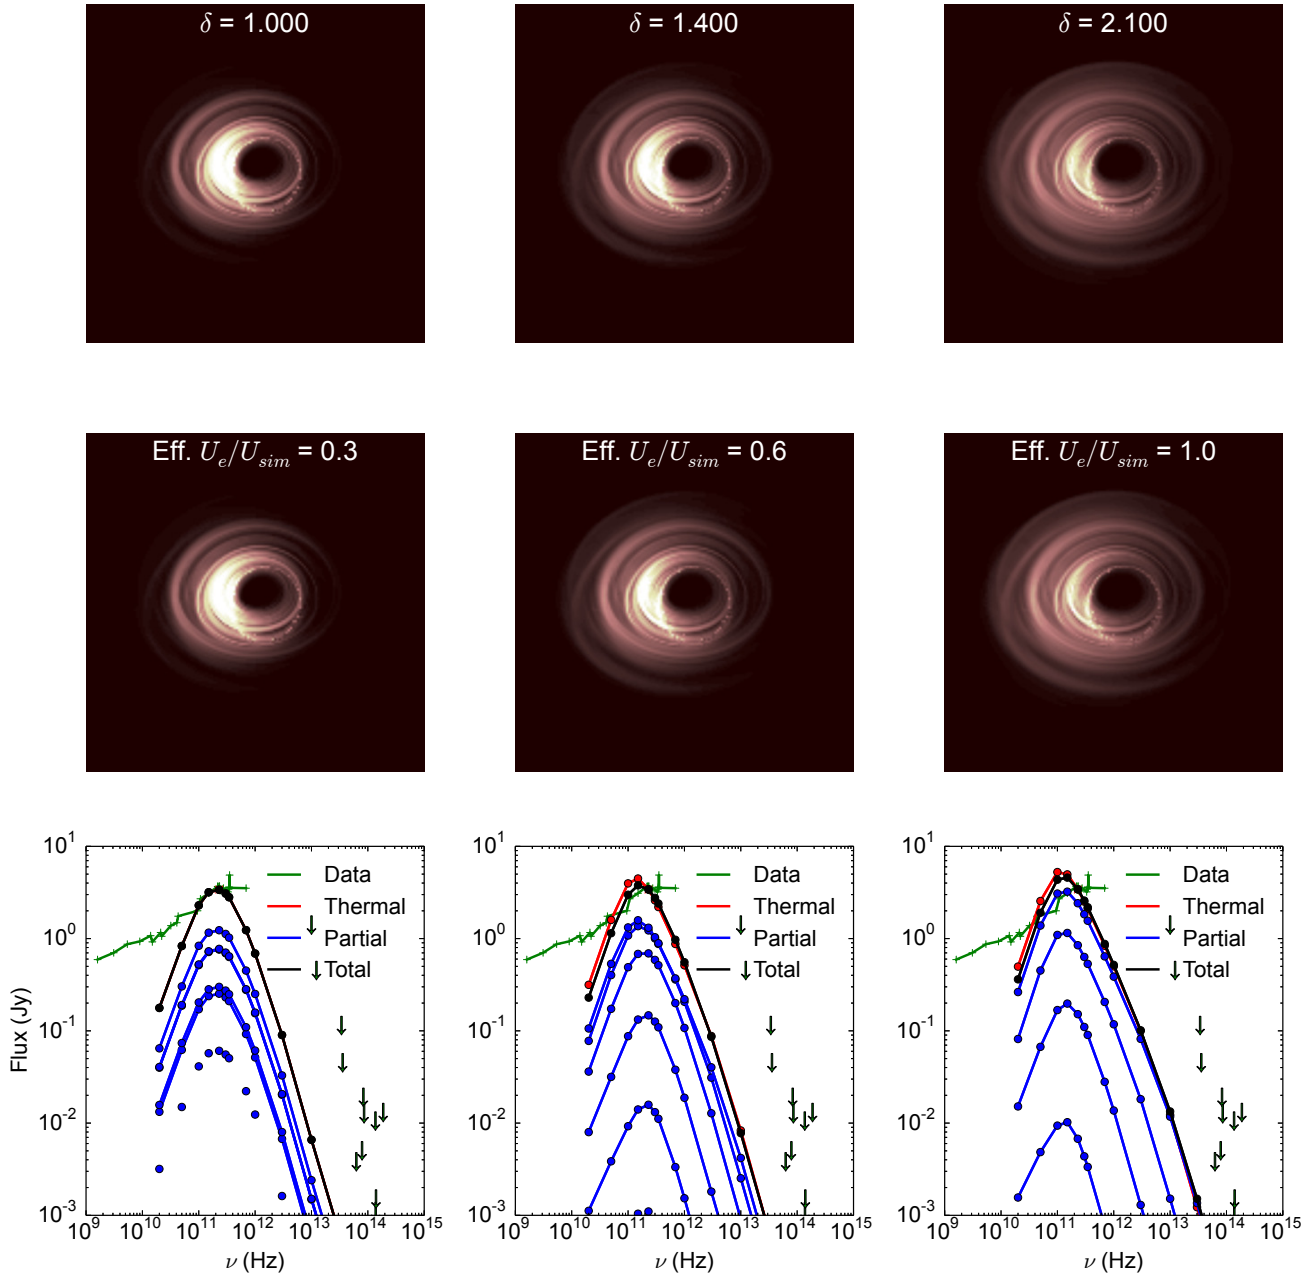 δ = 1.000
δ = 1.400
δ = 2.100
Eff. U_e/U_sim = 0.3
Eff. U_e/U_sim = 0.6
Eff. U_e/U_sim = 1.0
Flux (Jy)
10^1
10^0
10^-1
10^-2
10^-3
10^9 10^10 10^11 10^12 10^13 10^14 10^15
ν (Hz)
Data
Thermal
Partial
Total
10^1
10^0
10^-1
10^-2
10^-3
10^9 10^10 10^11 10^12 10^13 10^14 10^15
ν (Hz)
Data
Thermal
Partial
Total
10^1
10^0
10^-1
10^-2
10^-3
10^9 10^10 10^11 10^12 10^13 10^14 10^15
ν (Hz)
Data
Thermal
Partial
Total